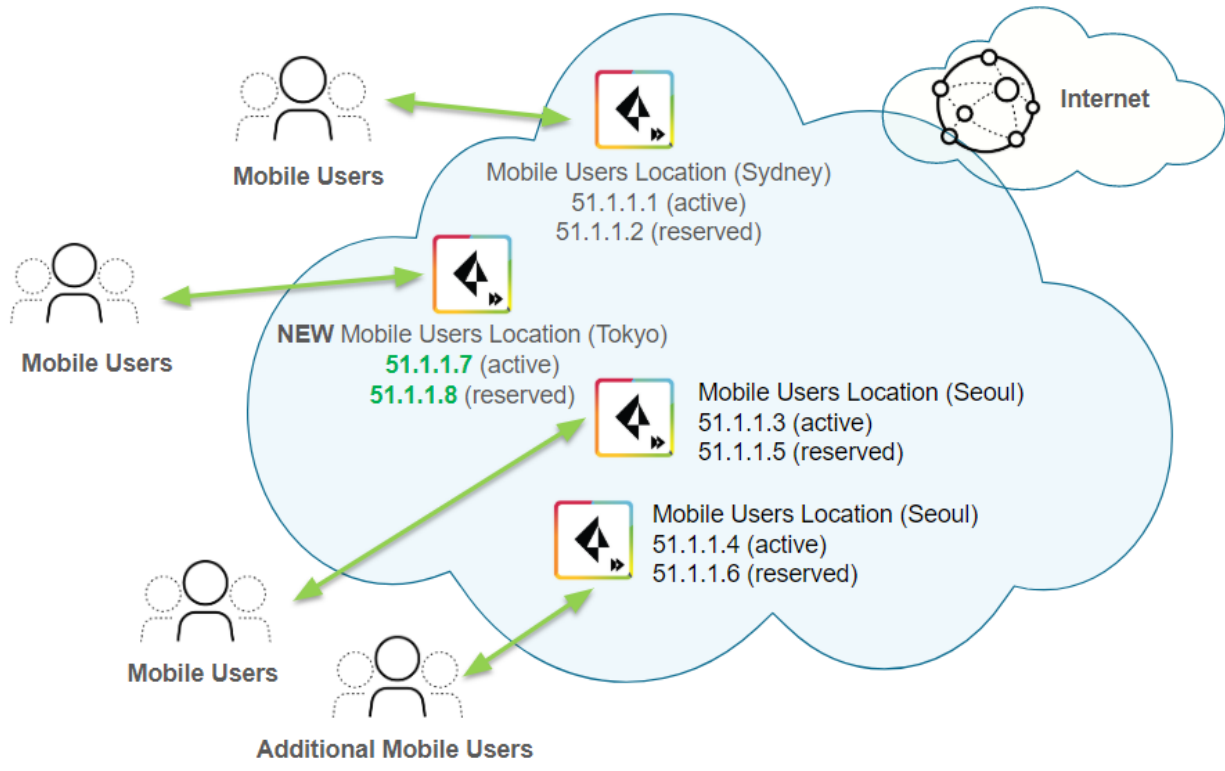 Internet
Mobile Users
Mobile Users Location (Sydney)
51.1.1.1 (active)
51.1.1.2 (reserved)
Mobile Users
NEW Mobile Users Location (Tokyo)
51.1.1.7 (active)
51.1.1.8 (reserved)
Mobile Users Location (Seoul)
51.1.1.3 (active)
51.1.1.5 (reserved)
Mobile Users Location (Seoul)
51.1.1.4 (active)
51.1.1.6 (reserved)
Mobile Users
Additional Mobile Users